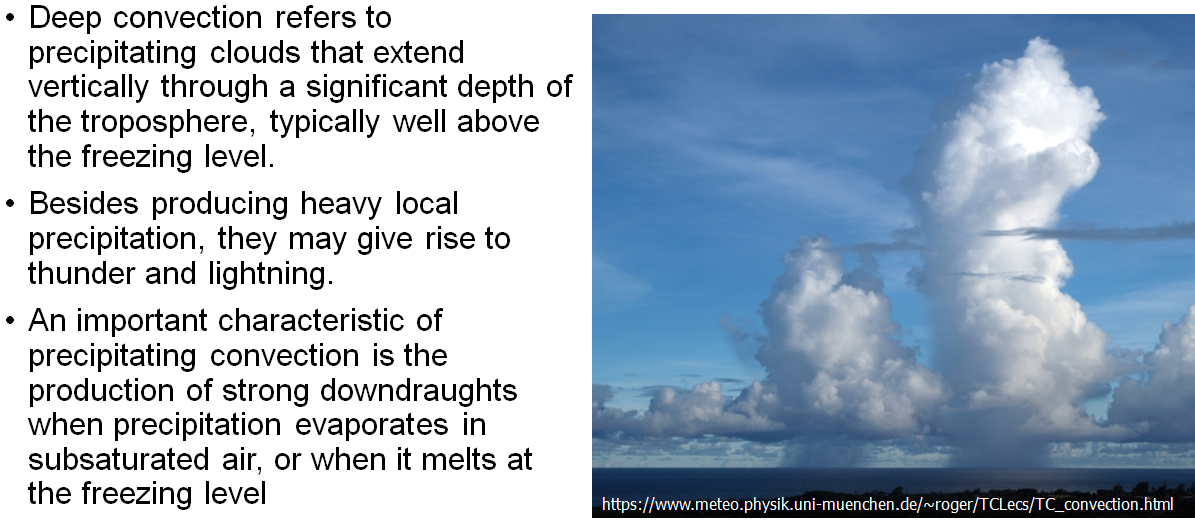 • Deep convection refers to
precipitating clouds that extend
vertically through a significant depth of
the troposphere, typically well above
the freezing level.
• Besides producing heavy local
precipitation, they may give rise to
thunder and lightning.
• An important characteristic of
precipitating convection is the
production of strong downdraughts
when precipitation evaporates in
subsaturated air, or when it melts at
the freezing level
https://www.meteo.physik.uni-muenchen.de/~roger/TCLecs/TC_convection.html